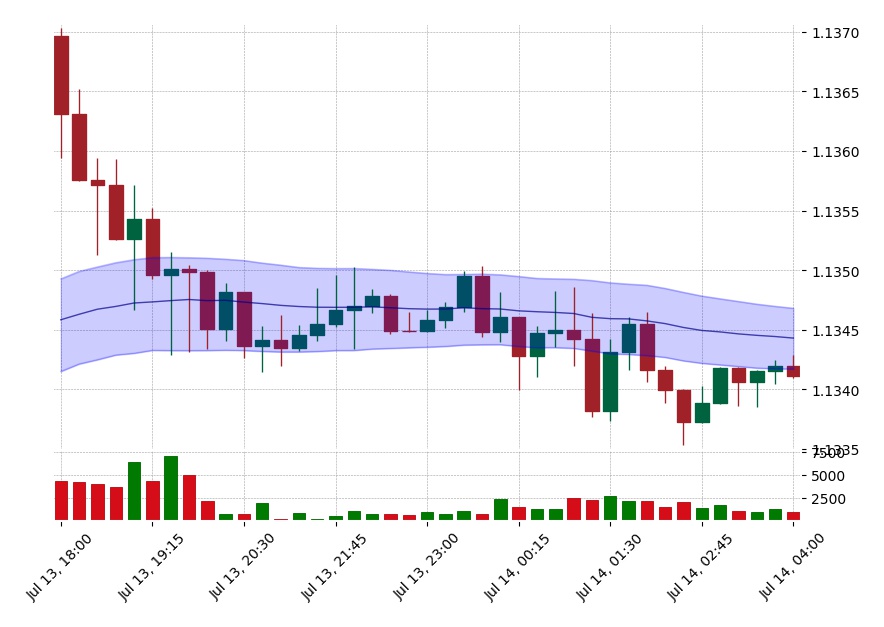 1.1370
1.1365
1.1360
1.1355
1.1350
1.1345
1.1340
1.1335
7500
5000
2500
Jul 13, 18:00
Jul 13, 19:15
Jul 13, 20:30
Jul 13, 21:45
Jul 13, 23:00
Jul 14, 00:15
Jul 14, 01:30
Jul 14, 02:45
Jul 14, 04:00